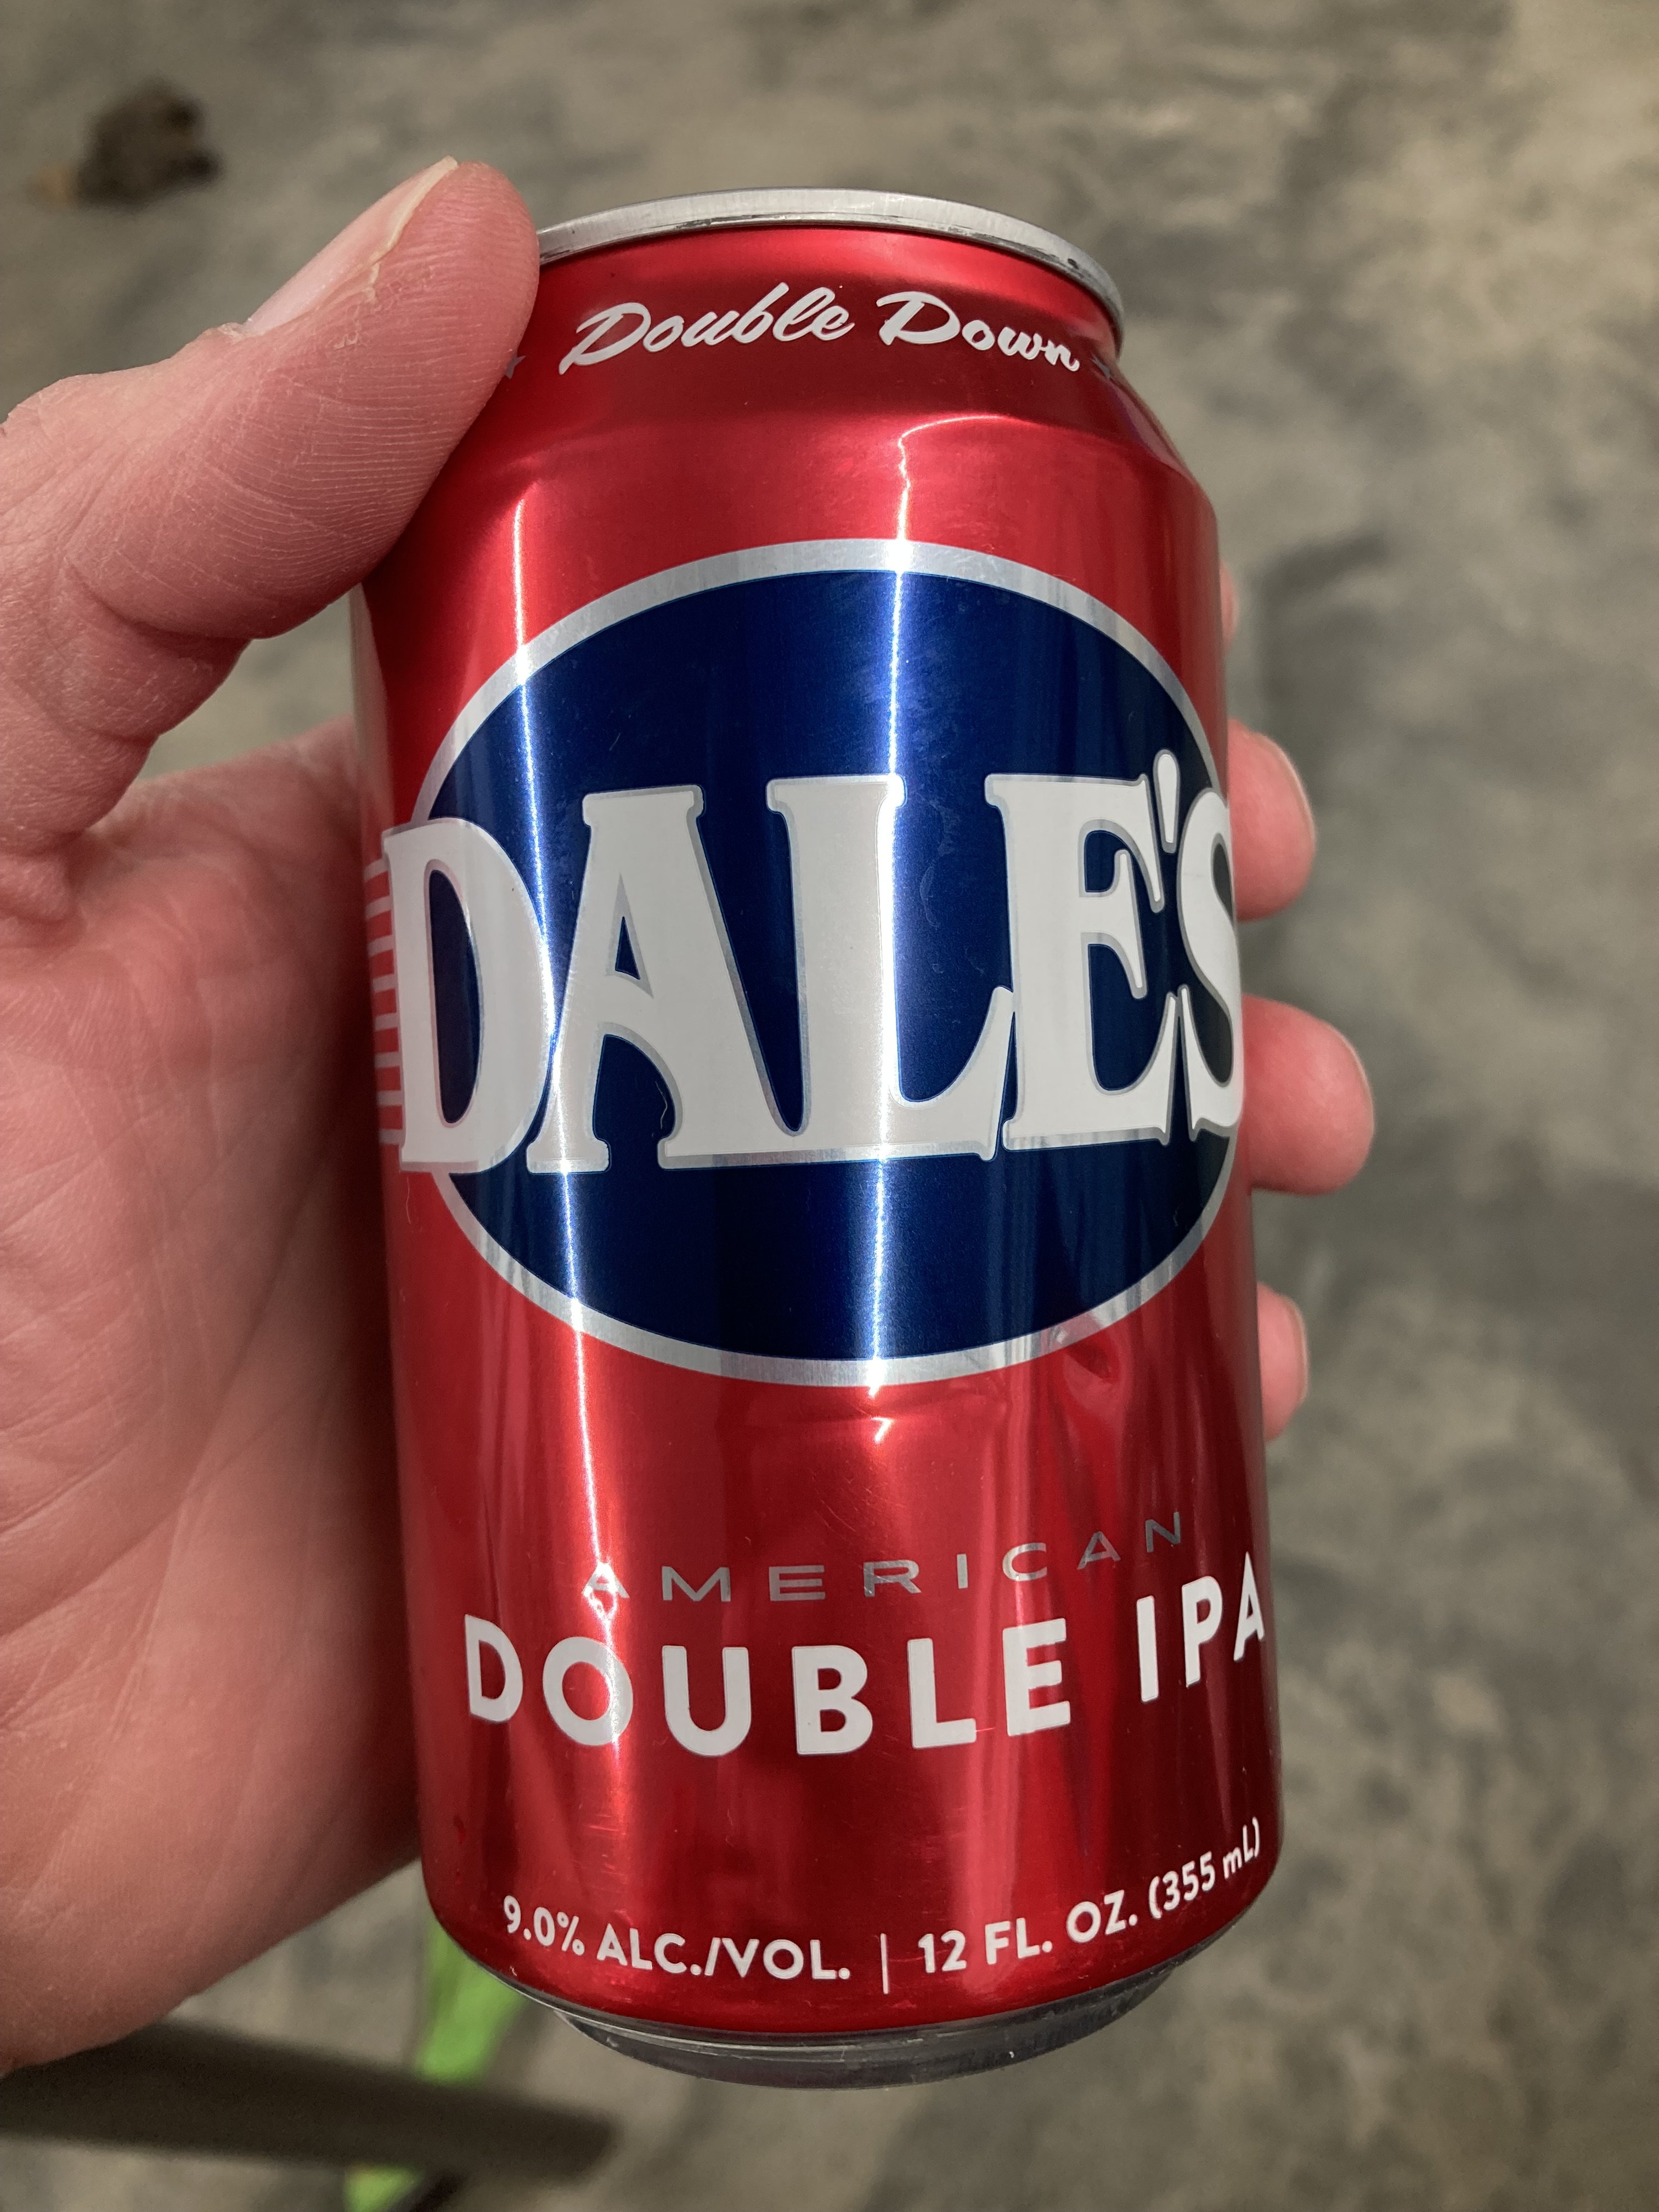 Double Down
DALE'S
AMERICAN
DOUBLE IPA
9.0% ALC./VOL. | 12 FL. OZ. (355 mL)